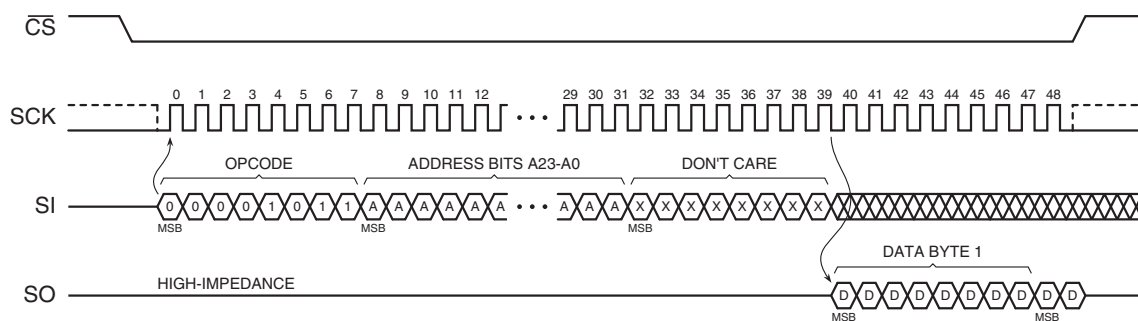 CS
0 1 2 3 4 5 6 7 8 9 10 11 12 29 30 31 32 33 34 35 36 37 38 39 40 41 42 43 44 45 46 47 48
SCK • • •
OPCODE ADDRESS BITS A23-A0 DON'T CARE
SI 0 0 0 0 1 0 1 1 A A A A A A • • • A A A X X X X X X X X
MSB MSB MSB
DATA BYTE 1
SO HIGH-IMPEDANCE D D D D D D D D D D
MSB MSB